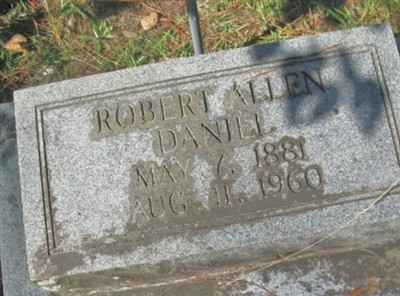 ROBERT ALLEN
DANIEL
MAY 7, 1881
AUG. 11, 1960